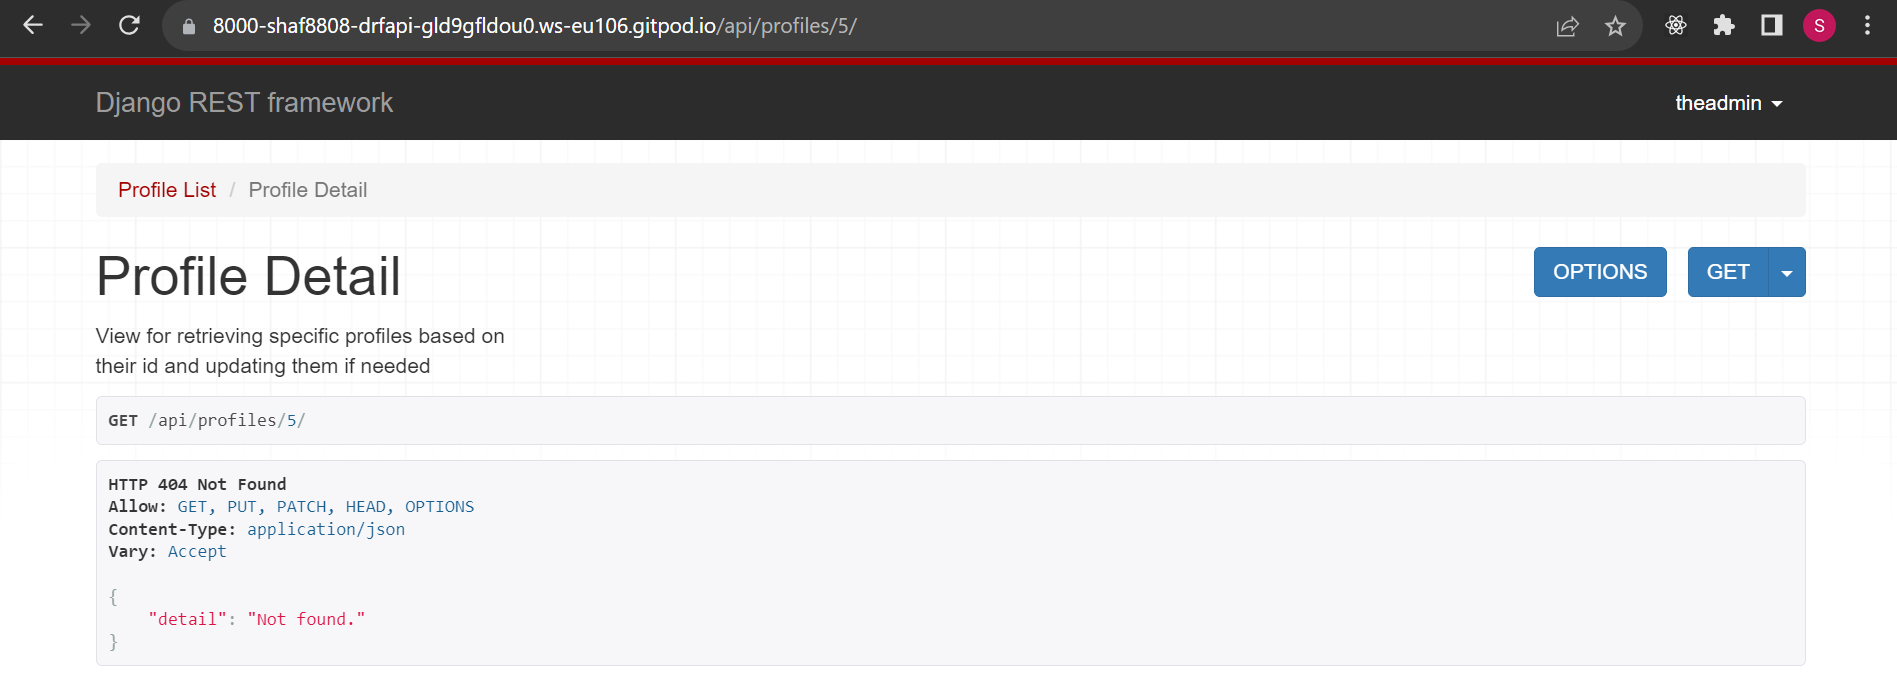 8000-shaf8808-drfapi-gld9gfldou0.ws-eu106.gitpod.io/api/profiles/5/
S
Django REST framework
theadmin
Profile List / Profile Detail
Profile Detail
OPTIONS
GET
View for retrieving specific profiles based on
their id and updating them if needed
GET /api/profiles/5/
HTTP 404 Not Found
Allow: GET, PUT, PATCH, HEAD, OPTIONS
Content-Type: application/json
Vary: Accept
{
    "detail": "Not found."
}